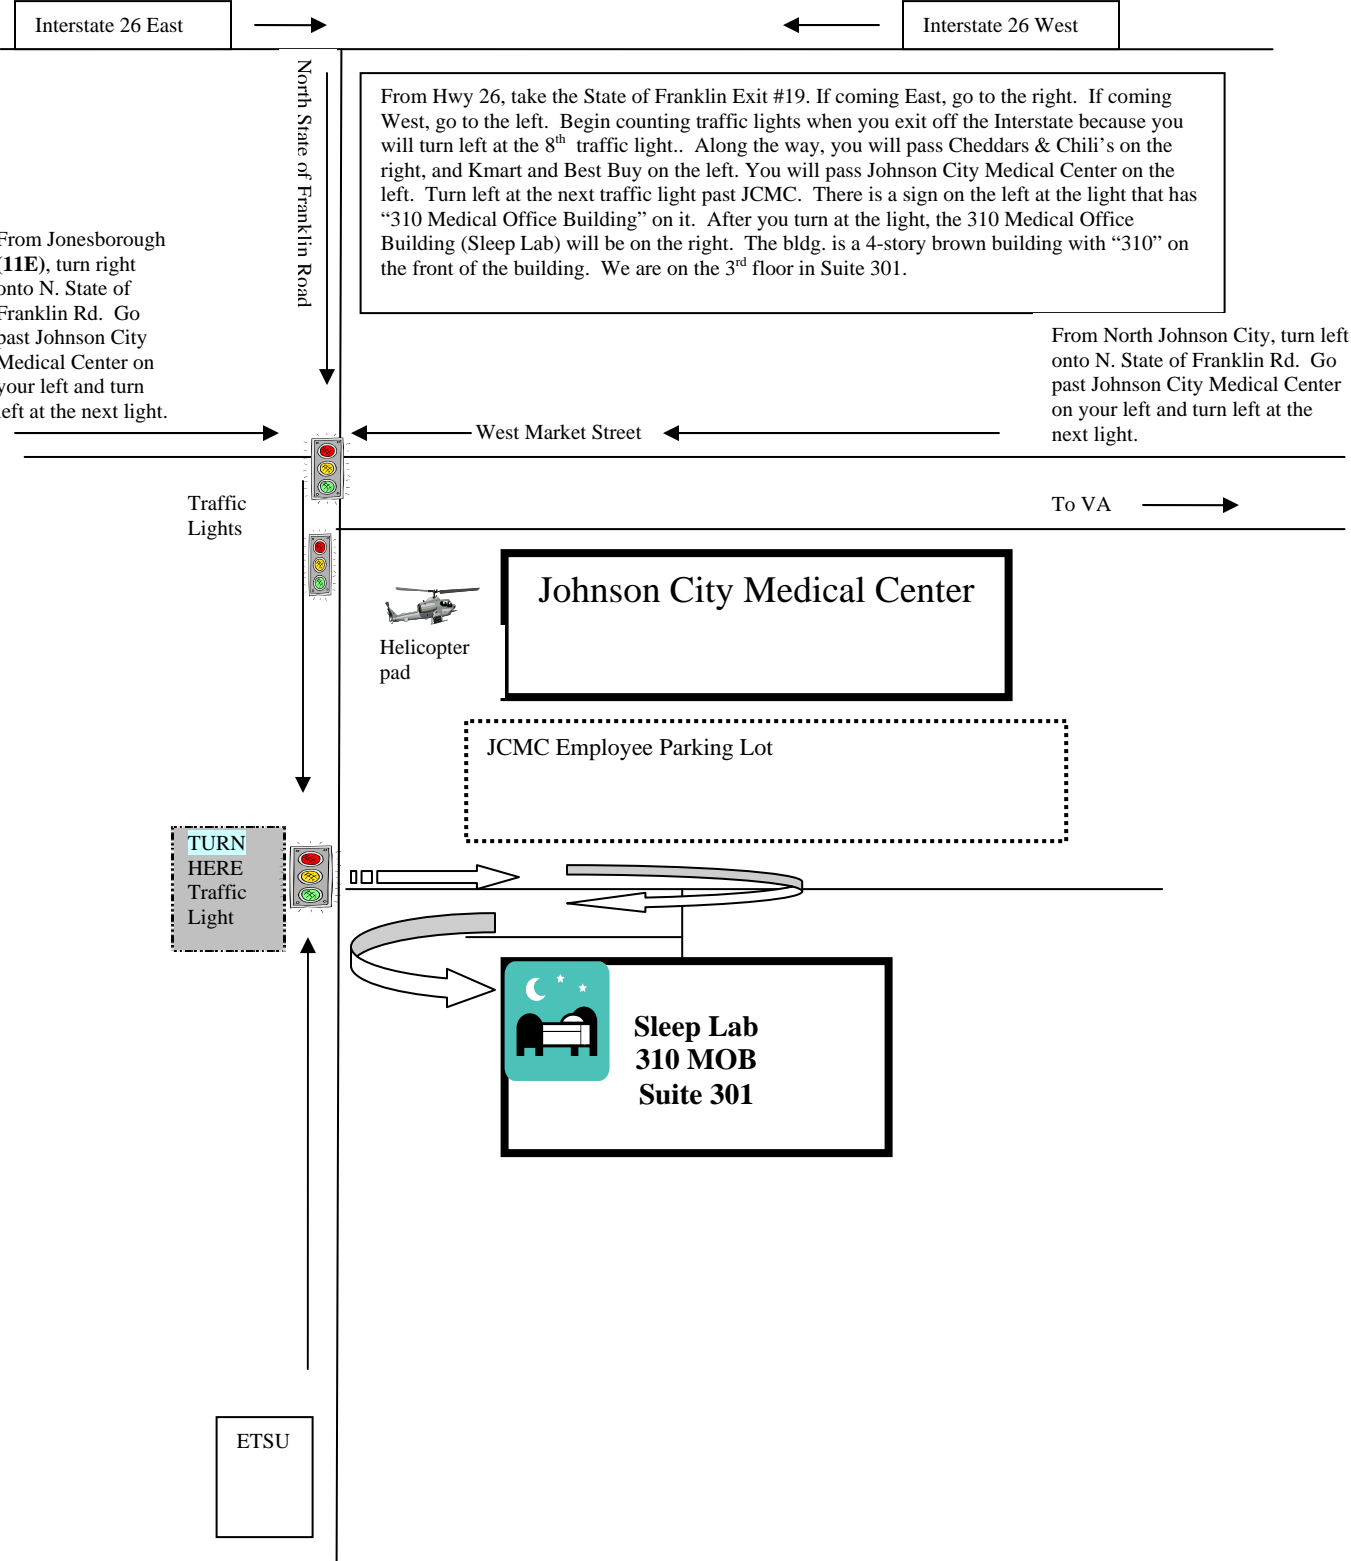 Interstate 26 East
Interstate 26 West
North State of Franklin Road
From Hwy 26, take the State of Franklin Exit #19. If coming East, go to the right.  If coming
West, go to the left.  Begin counting traffic lights when you exit off the Interstate because you
will turn left at the 8th  traffic light..  Along the way, you will pass Cheddars & Chili's on the
right, and Kmart and Best Buy on the left. You will pass Johnson City Medical Center on the
left.  Turn left at the next traffic light past JCMC.  There is a sign on the left at the light that has
“310 Medical Office Building” on it.  After you turn at the light, the 310 Medical Office
Building (Sleep Lab) will be on the right.  The bldg. is a 4-story brown building with “310” on
the front of the building.  We are on the 3rd floor in Suite 301.
From Jonesborough
(11E), turn right
onto N. State of
Franklin Rd.  Go
past Johnson City
Medical Center on
your left and turn
left at the next light.
From North Johnson City, turn left
onto N. State of Franklin Rd.  Go
past Johnson City Medical Center
on your left and turn left at the
next light.
West Market Street
Traffic
Lights
To VA
Johnson City Medical Center
Helicopter
pad
JCMC Employee Parking Lot
TURN
HERE
Traffic
Light
Sleep Lab
310 MOB
Suite 301
ETSU